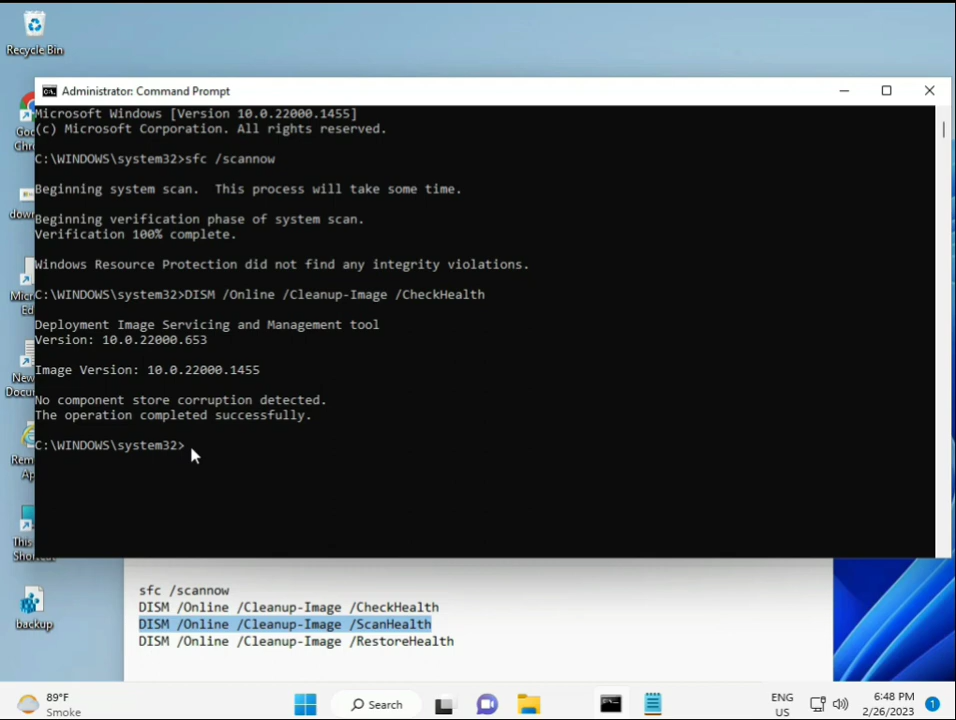 Recycle Bin
Administrator: Command Prompt
Microsoft Windows [Version 10.0.22000.1455]
(c) Microsoft Corporation. All rights reserved.
C:\WINDOWS\system32>sfc /scannow
Beginning system scan.  This process will take some time.
Beginning verification phase of system scan.
Verification 100% complete.
Windows Resource Protection did not find any integrity violations.
C:\WINDOWS\system32>DISM /Online /Cleanup-Image /CheckHealth
Deployment Image Servicing and Management tool
Version: 10.0.22000.653
Image Version: 10.0.22000.1455
No component store corruption detected.
The operation completed successfully.
C:\WINDOWS\system32>
backup
sfc /scannow
DISM /Online /Cleanup-Image /CheckHealth
DISM /Online /Cleanup-Image /ScanHealth
DISM /Online /Cleanup-Image /RestoreHealth
89°F
Smoke
Search
ENG
US
6:48 PM
2/26/2023
1